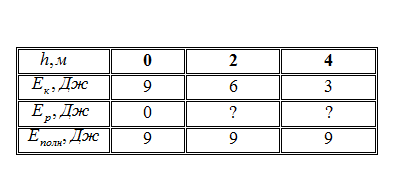 h, м 0 2 4
Eк, Дж 9 6 3
Eр, Дж 0 ? ?
Eполн, Дж 9 9 9